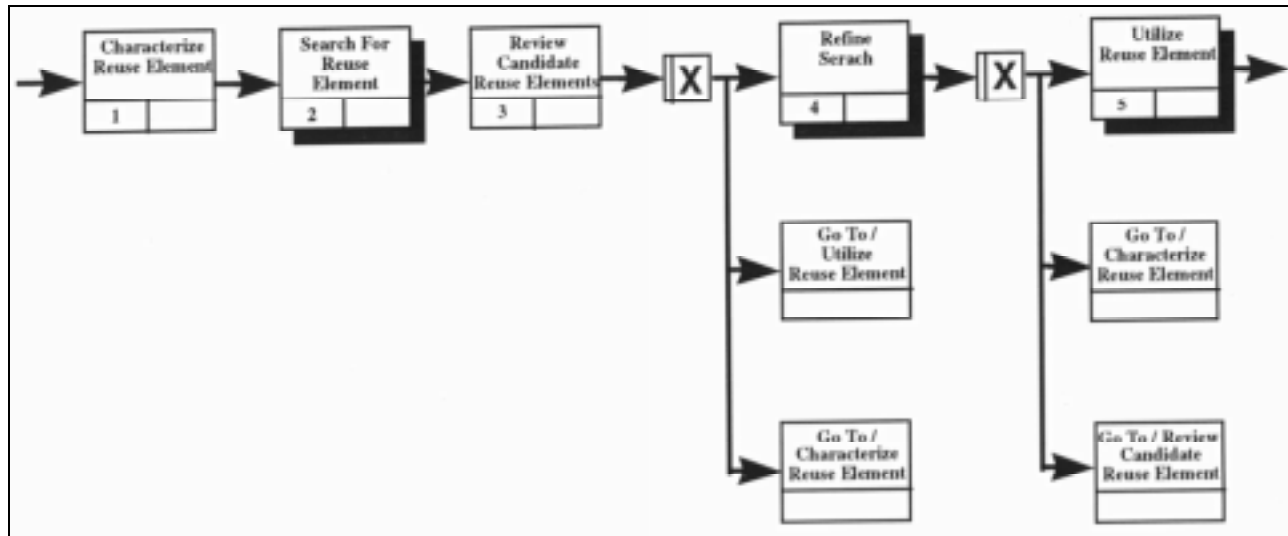 Characterize
Reuse Element
1
Search For
Reuse
Element
2
Review
Candidate
Reuse Elements
3
X
Refine
Serach
4
X
Utilize
Reuse Element
5
Go To /
Utilize
Reuse Element
Go To /
Characterize
Reuse Element
Go To /
Characterize
Reuse Element
Go To / Review
Candidate
Reuse Element